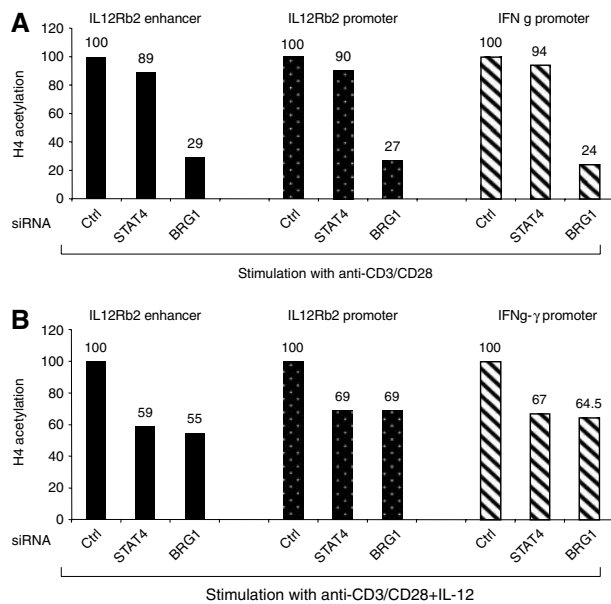 A
IL12Rb2 enhancer IL12Rb2 promoter IFN g promoter
H4 acetylation
120
100
80
60
40
20
0
100 89 29 100 90 27 100 94 24
siRNA Ctrl STAT4 BRG1 Ctrl STAT4 BRG1 Ctrl STAT4 BRG1
Stimulation with anti-CD3/CD28
B
IL12Rb2 enhancer IL12Rb2 promoter IFNg-γ promoter
H4 acetylation
120
100
80
60
40
20
0
100 59 55 100 69 69 100 67 64.5
siRNA Ctrl STAT4 BRG1 Ctrl STAT4 BRG1 Ctrl STAT4 BRG1
Stimulation with anti-CD3/CD28+IL-12